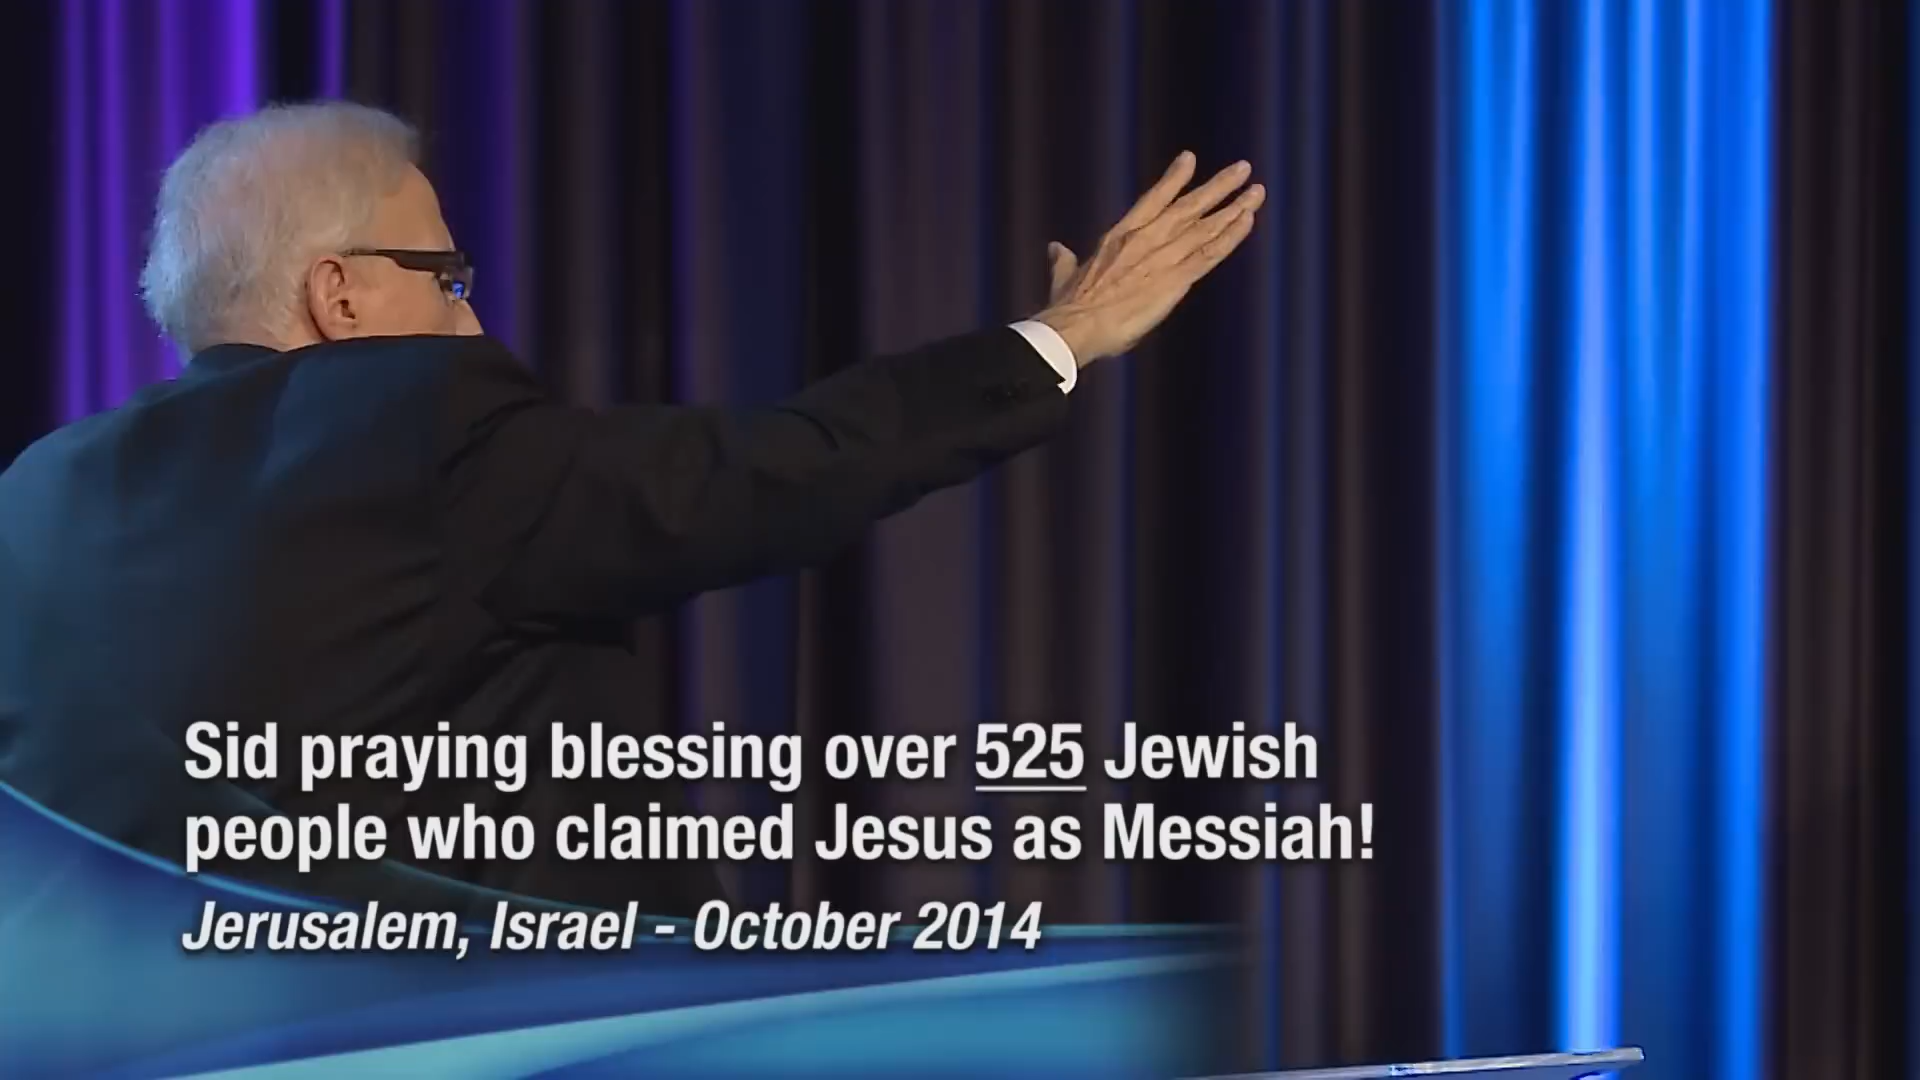 Sid praying blessing over 525 Jewish
people who claimed Jesus as Messiah!
Jerusalem, Israel - October 2014